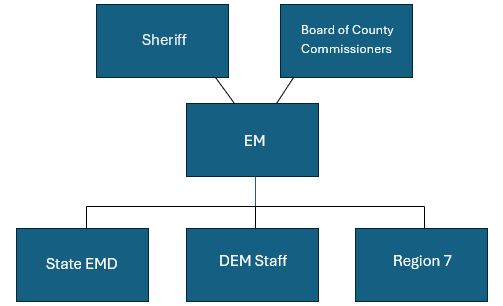 Sheriff
Board of County
Commissioners
EM
State EMD
DEM Staff
Region 7